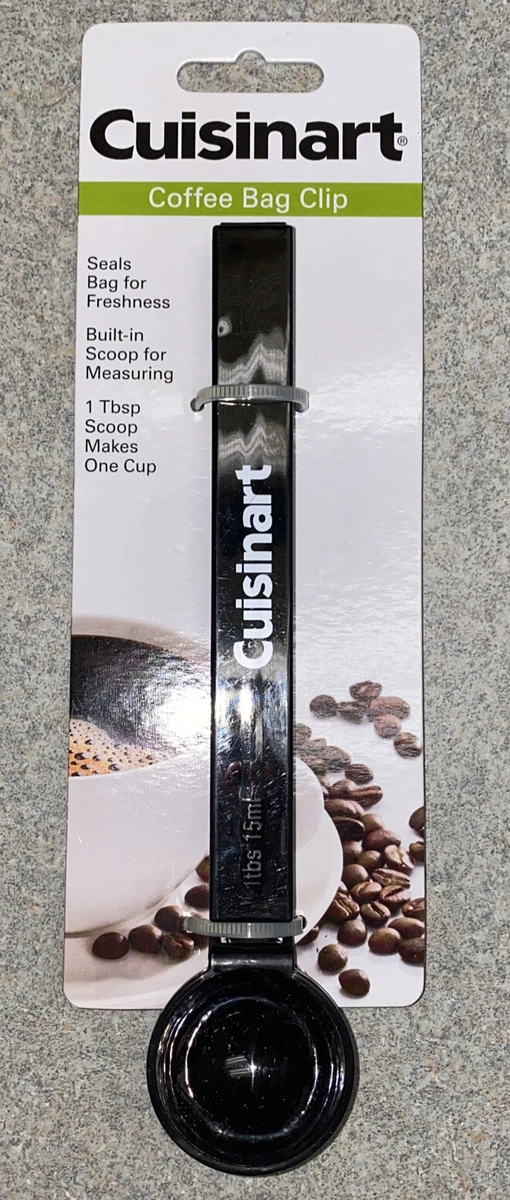 Cuisinart®
Coffee Bag Clip
Seals
Bag for
Freshness
Built-in
Scoop for
Measuring
1 Tbsp
Scoop
Makes
One Cup
Cuisinart
1tbs 15ml